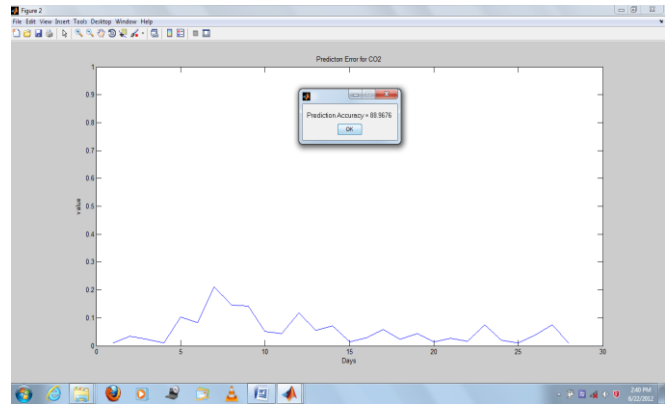 Figure 2
File Edit View Insert Tools Desktop Window Help
Prediction Error for CO2
1
0.9
Prediction Accuracy = 88.9676
OK
0.8
0.7
0.6
0.5
value
0.4
0.3
0.2
0.1
0
0 5 10 15 20 25 30
Days
2:40 PM
6/22/2012